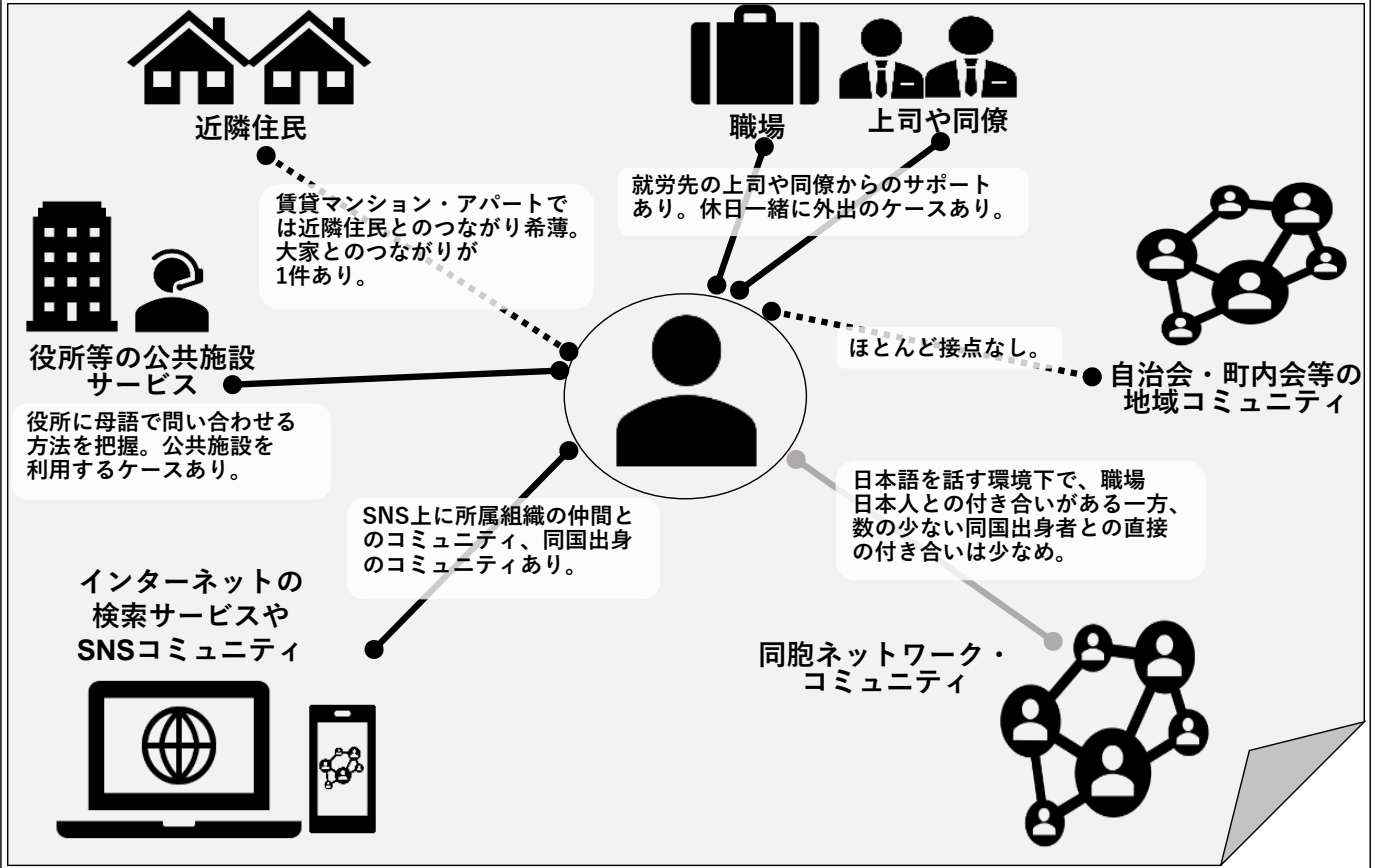 近隣住民
職場
上司や同僚
賃貸マンション・アパートで
は近隣住民とのつながり希薄。
大家とのつながりが
1件あり。
就労先の上司や同僚からのサポート
あり。休日一緒に外出のケースあり。
役所等の公共施設
サービス
役所に母語で問い合わせる
方法を把握。公共施設を
利用するケースあり。
ほとんど接点なし。
自治会・町内会等の
地域コミュニティ
SNS上に所属組織の仲間と
のコミュニティ、同国出身
のコミュニティあり。
日本語を話す環境下で、職場
日本人との付き合いがある一方、
数の少ない同国出身者との直接
の付き合いは少なめ。
インターネットの
検索サービスや
SNSコミュニティ
同胞ネットワーク・
コミュニティ